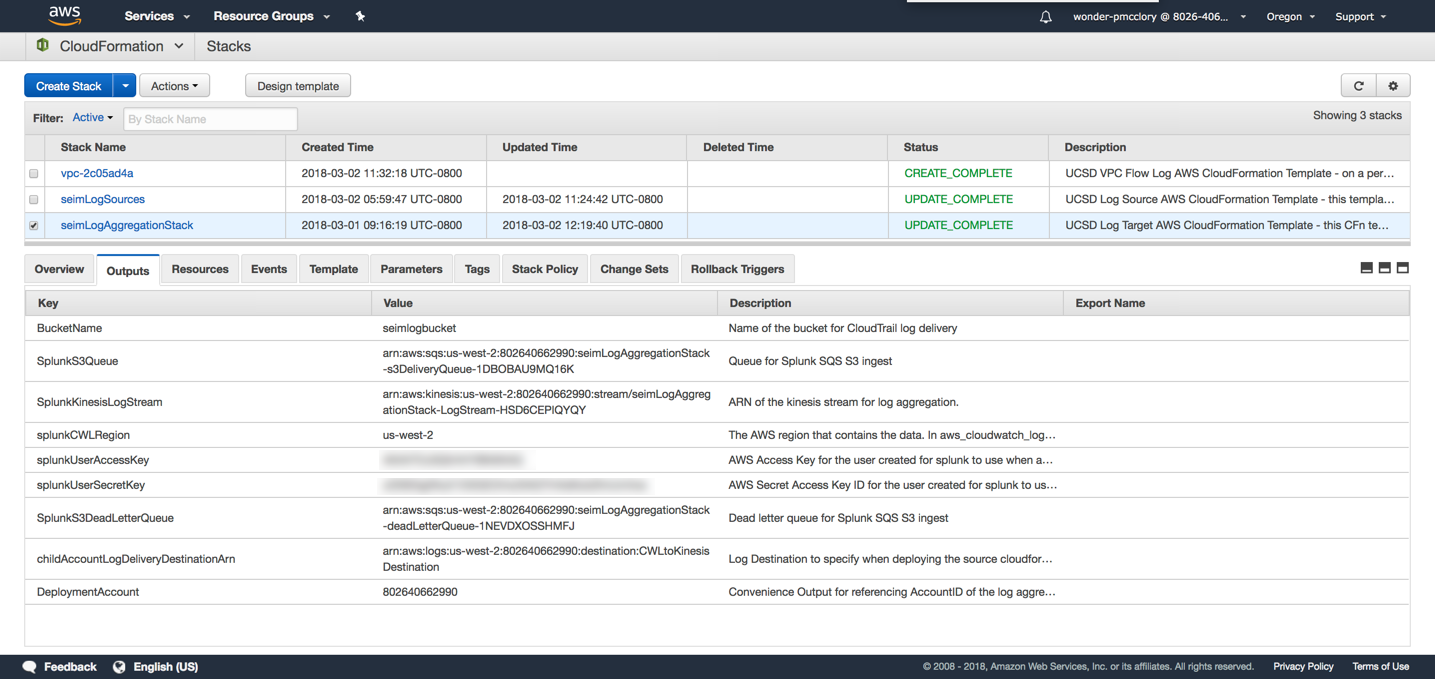 aws Services Resource Groups wonder-pmcclory @ 8026-406... Oregon Support
CloudFormation Stacks
Create Stack Actions Design template
Filter: Active By Stack Name Showing 3 stacks
Stack Name Created Time Updated Time Deleted Time Status Description
vpc-2c05ad4a 2018-03-02 11:32:18 UTC-0800 CREATE_COMPLETE UCSD VPC Flow Log AWS CloudFormation Template - on a per…
seimLogSources 2018-03-02 05:59:47 UTC-0800 2018-03-02 11:24:42 UTC-0800 UPDATE_COMPLETE UCSD Log Source AWS CloudFormation Template - this templa…
seimLogAggregationStack 2018-03-01 09:16:19 UTC-0800 2018-03-02 12:19:40 UTC-0800 UPDATE_COMPLETE UCSD Log Target AWS CloudFormation Template - this CFn te…
Overview Outputs Resources Events Template Parameters Tags Stack Policy Change Sets Rollback Triggers
Key Value Description Export Name
BucketName seimlogbucket Name of the bucket for CloudTrail log delivery
SplunkS3Queue arn:aws:sqs:us-west-2:802640662990:seimLogAggregationStack
-s3DeliveryQueue-1DBOBAU9MQ16K Queue for Splunk SQS S3 ingest
SplunkKinesisLogStream arn:aws:kinesis:us-west-2:802640662990:stream/seimLogAggreg
ationStack-LogStream-HSD6CEPIQYQY ARN of the kinesis stream for log aggregation.
splunkCWLRegion us-west-2 The AWS region that contains the data. In aws_cloudwatch_log…
splunkUserAccessKey AWS Access Key for the user created for splunk to use when a…
splunkUserSecretKey AWS Secret Access Key ID for the user created for splunk to us…
SplunkS3DeadLetterQueue arn:aws:sqs:us-west-2:802640662990:seimLogAggregationStack
-deadLetterQueue-1NEVDXOSSHMFJ Dead letter queue for Splunk SQS S3 ingest
childAccountLogDeliveryDestinationArn arn:aws:logs:us-west-2:802640662990:destination:CWLtoKinesis
Destination Log Destination to specify when deploying the source cloudfor…
DeploymentAccount 802640662990 Convenience Output for referencing AccountID of the log aggre…
Feedback English (US) © 2008 - 2018, Amazon Web Services, Inc. or its affiliates. All rights reserved. Privacy Policy Terms of Use